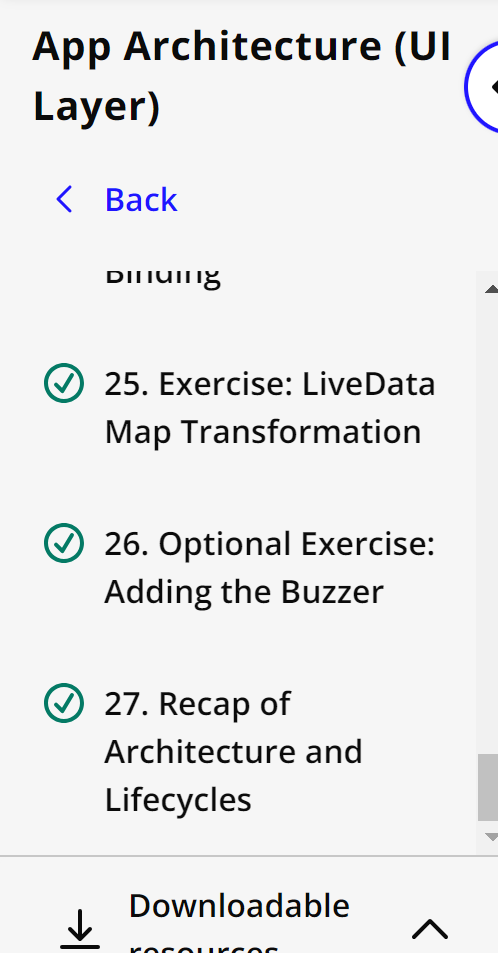 App Architecture (UI
Layer)
Back
Binding
25. Exercise: LiveData
Map Transformation
26. Optional Exercise:
Adding the Buzzer
27. Recap of
Architecture and
Lifecycles
Downloadable
resources